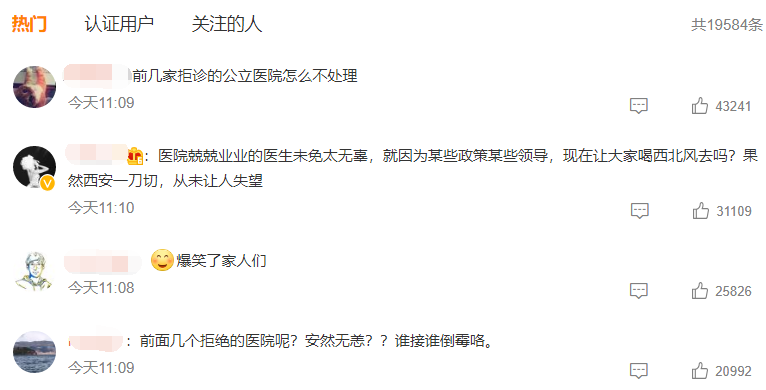 热门 认证用户 关注的人 共19584条
前几家拒诊的公立医院怎么不处理
今天11:09 43241
：医院兢兢业业的医生未免太无辜，就因为某些政策某些领导，现在让大家喝西北风去吗？果
然西安一刀切，从未让人失望
今天11:10 31109
爆笑了家人们
今天11:08 25826
：前面几个拒绝的医院呢？安然无恙？？谁接谁倒霉咯。
今天11:09 20992